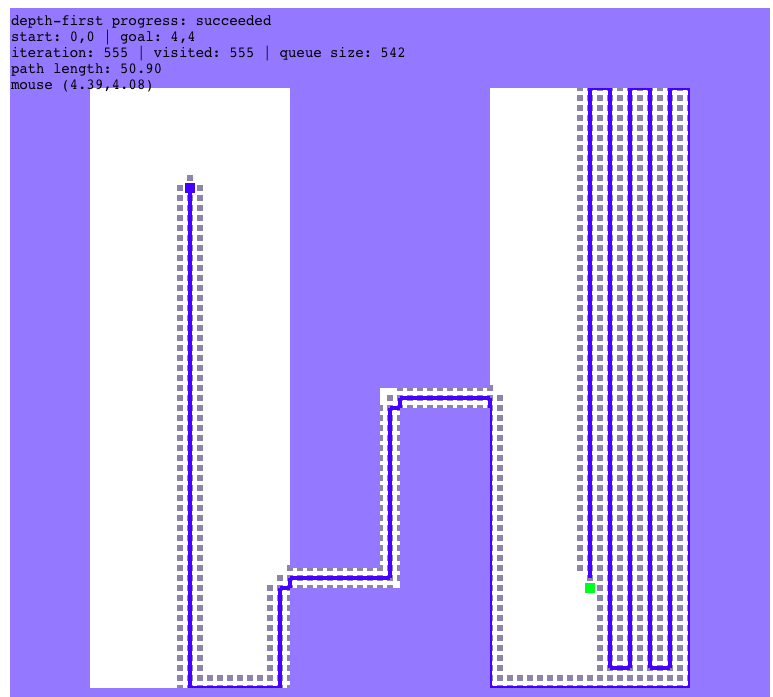 depth-first progress: succeeded
start: 0,0 | goal: 4,4
iteration: 555 | visited: 555 | queue size: 542
path length: 50.90
mouse (4.39,4.08)